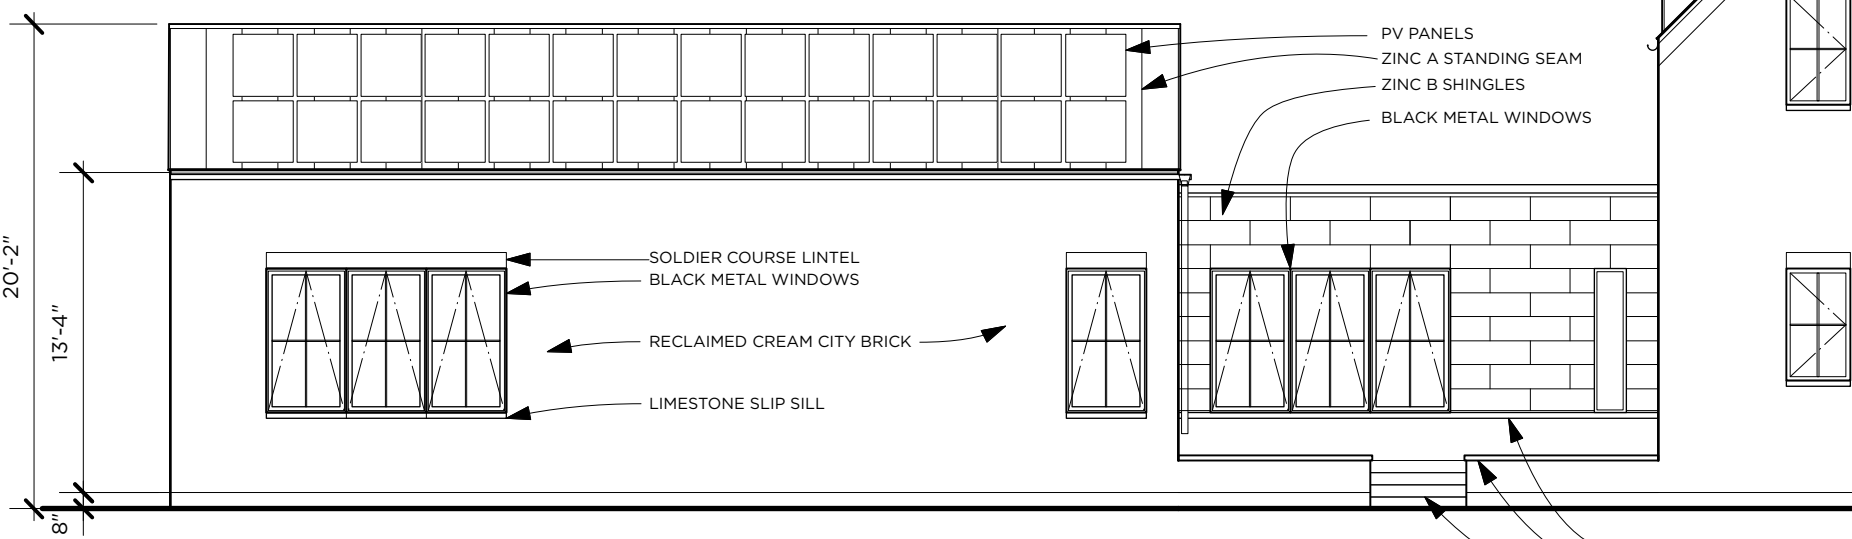 PV PANELS
ZINC A STANDING SEAM
ZINC B SHINGLES
BLACK METAL WINDOWS
20'-2"
13'-4"
8"
SOLDIER COURSE LINTEL
BLACK METAL WINDOWS
RECLAIMED CREAM CITY BRICK
LIMESTONE SLIP SILL